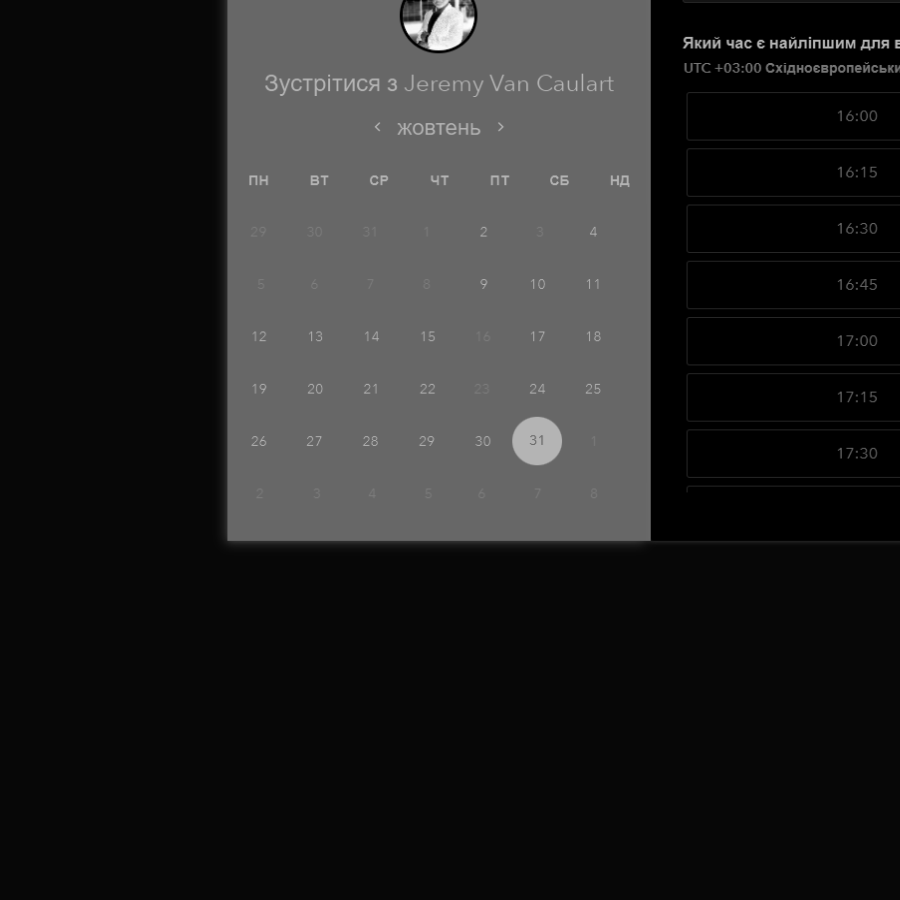 Зустрітися з Jeremy Van Caulart
жовтень
ПН ВТ СР ЧТ ПТ СБ НД
29 30 31 1 2 3 4
5 6 7 8 9 10 11
12 13 14 15 16 17 18
19 20 21 22 23 24 25
26 27 28 29 30 31 1
2 3 4 5 6 7 8
Який час є найліпшим для
UTC +03:00 Східноєвропейськи
16:00
16:15
16:30
16:45
17:00
17:15
17:30